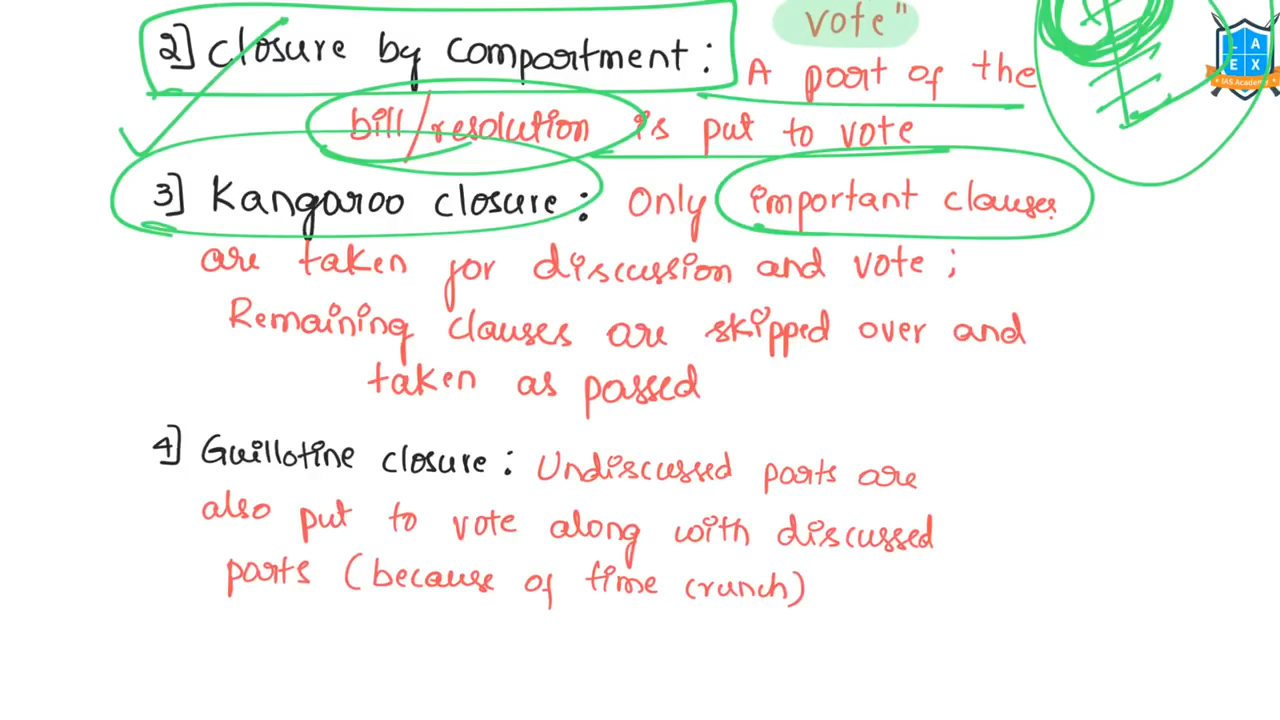 vote"
2] Closure by compartment : A part of the
bill/resolution is put to vote
3] Kangaroo closure : Only important clauses
are taken for discussion and vote ;
Remaining clauses are skipped over and
taken as passed
4] Guillotine closure : Undiscussed parts are
also put to vote along with discussed
parts (because of time crunch)
L A
E X
IAS Academy